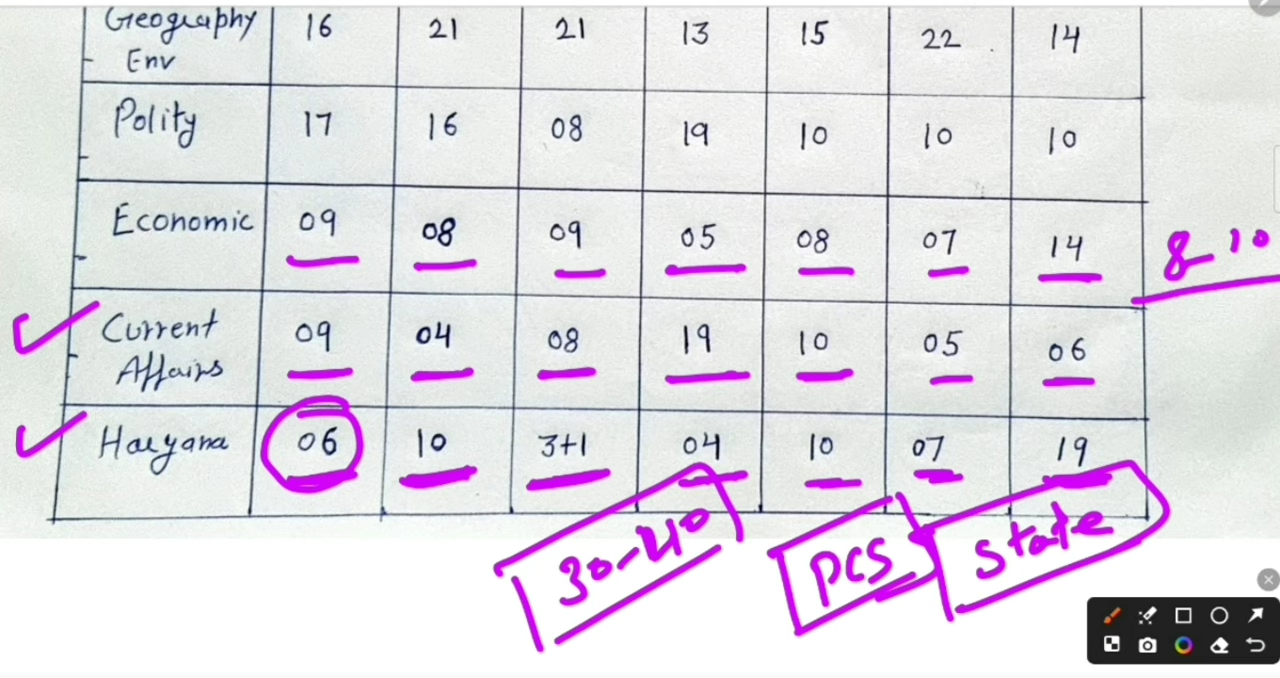 Geography 16 21 21 13 15 22 14
Env
Polity 17 16 08 19 10 10 10
Economic 09 08 09 05 08 07 14 8-10
Current 09 04 08 19 10 05 06
Affairs
Haryana 06 10 3+1 04 10 07 19
30-40 PCS State